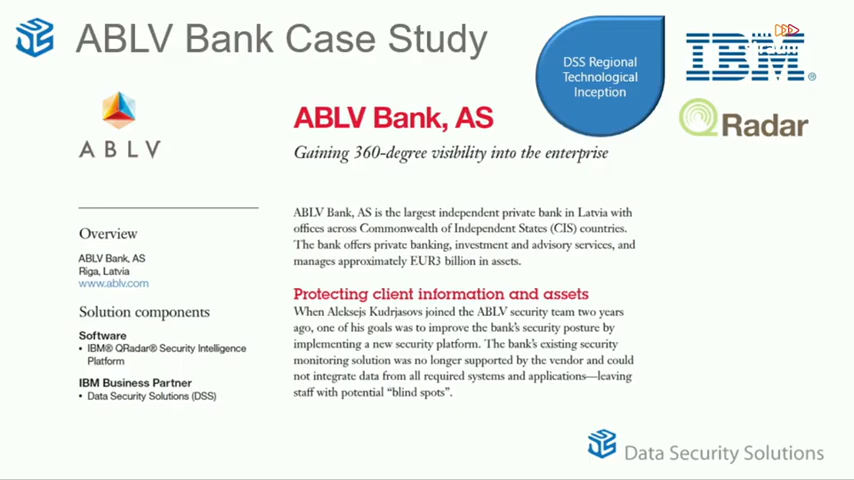 ABLV Bank Case Study
DSS Regional
Technological
Inception
IBM®
QRadar
ABLV
ABLV Bank, AS
Gaining 360-degree visibility into the enterprise
Overview
ABLV Bank, AS
Riga, Latvia
www.ablv.com
Solution components
Software
• IBM® QRadar® Security Intelligence
Platform
IBM Business Partner
• Data Security Solutions (DSS)
ABLV Bank, AS is the largest independent private bank in Latvia with
offices across Commonwealth of Independent States (CIS) countries.
The bank offers private banking, investment and advisory services, and
manages approximately EUR3 billion in assets.
Protecting client information and assets
When Aleksejs Kudrjasovs joined the ABLV security team two years
ago, one of his goals was to improve the bank's security posture by
implementing a new security platform. The bank's existing security
monitoring solution was no longer supported by the vendor and could
not integrate data from all required systems and applications—leaving
staff with potential "blind spots".
Data Security Solutions